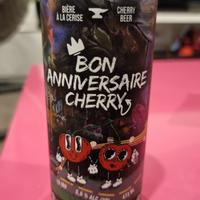 BIÈRE
À LA CERISE
CHERRY
BEER
BON
ANNIVERSAIRE
CHERRY